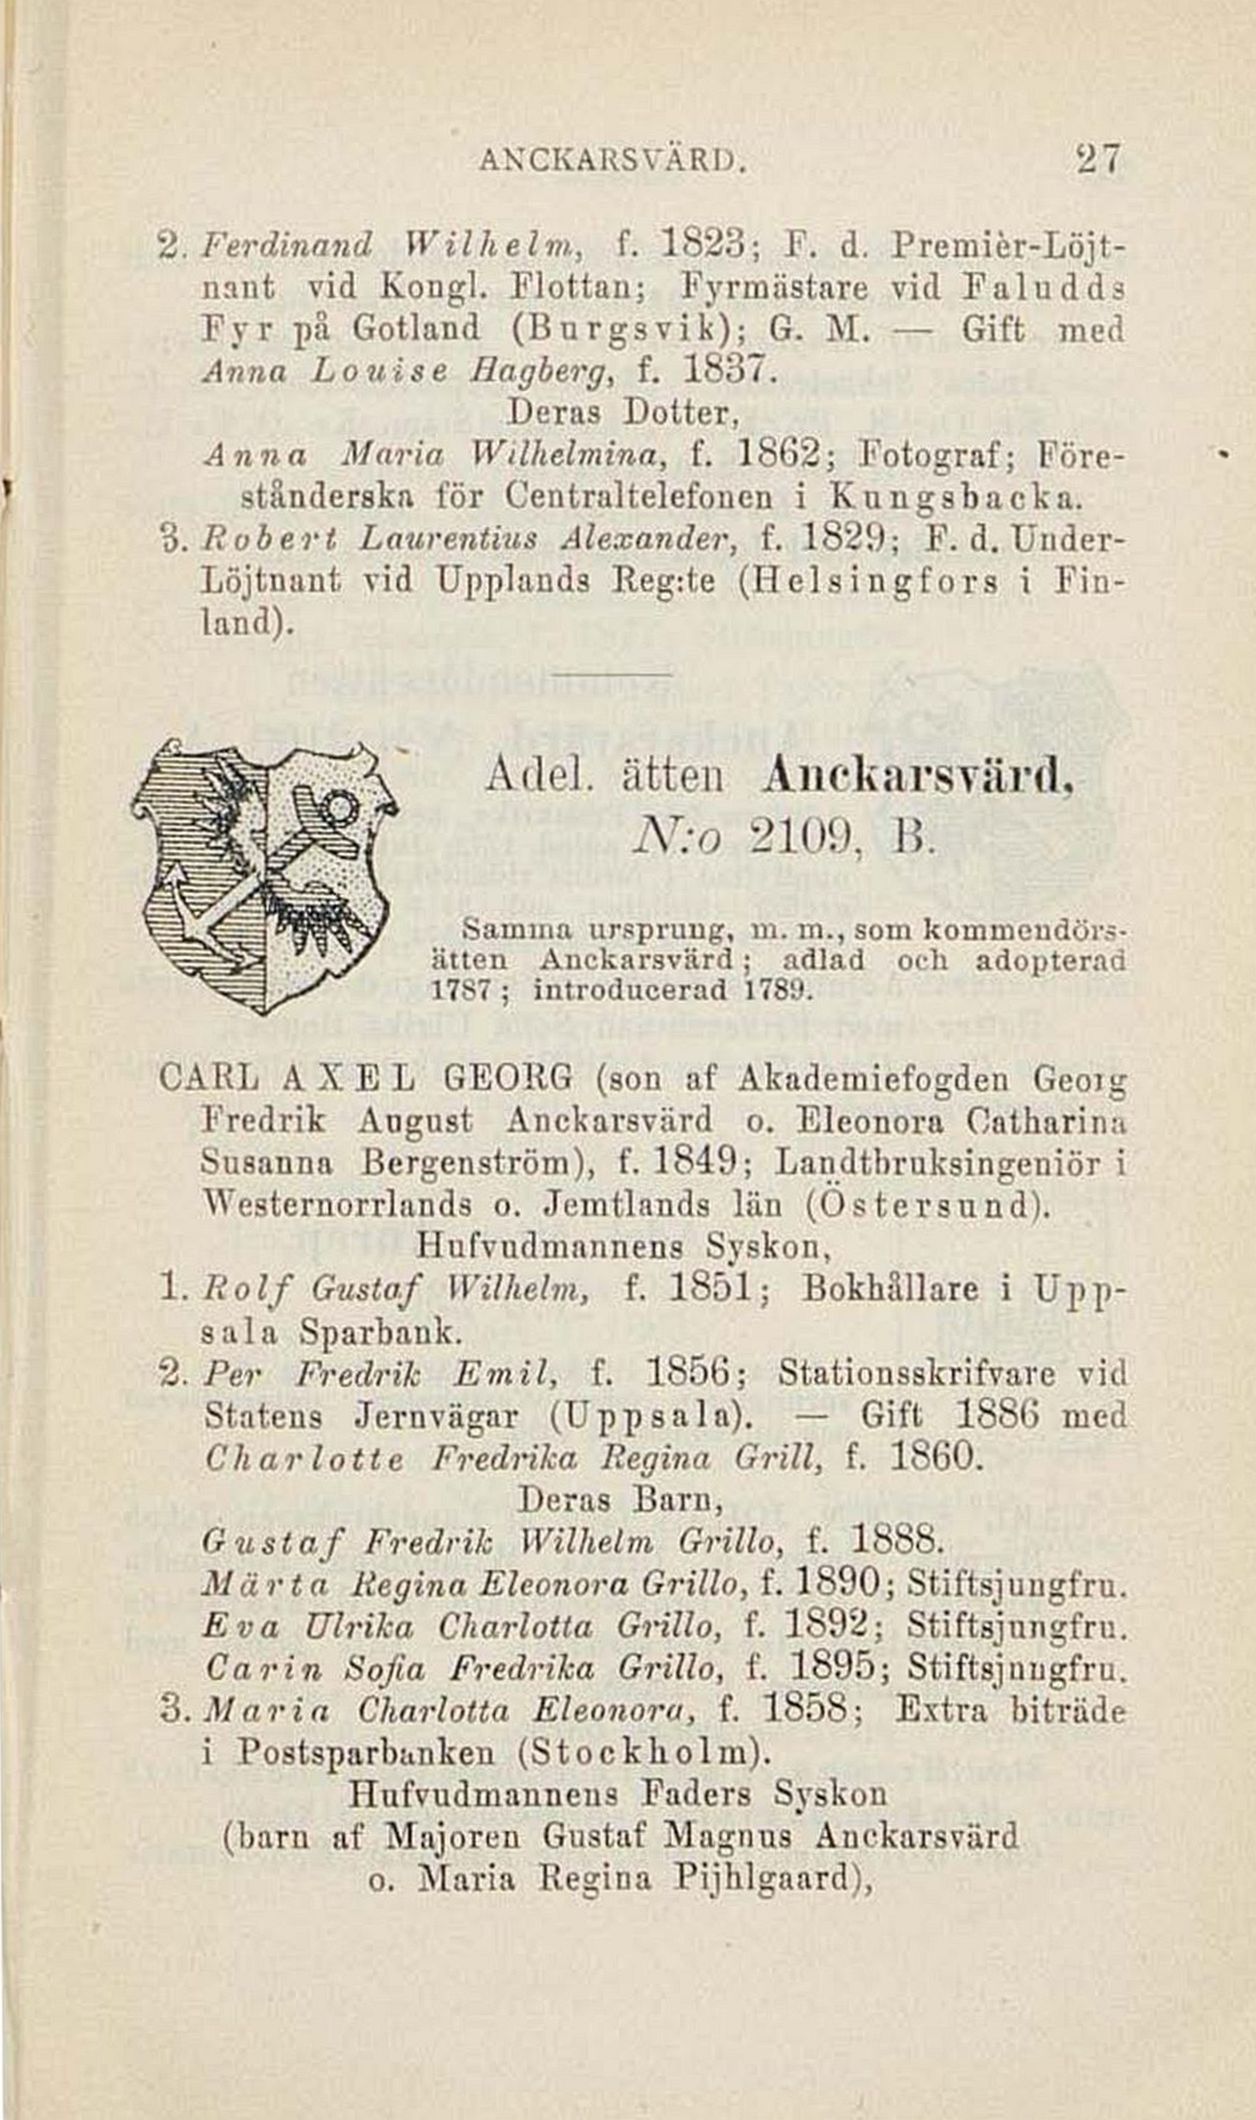 ANCKARSVÄRD. 27
2. Ferdinand Wilhelm, f. 1823; F. d. Premièr-Löjt-
nant vid Kongl. Flottan; Fyrmästare vid Faludds
Fyr på Gotland (Burgsvik); G. M. — Gift med
Anna Louise Hagberg, f. 1837.
Deras Dotter,
Anna Maria Wilhelmina, f. 1862; Fotograf; Före-
ståndерska för Centraltelefonen i Kungsbacka.
3. Robert Laurentius Alexander, f. 1829; F. d. Under-
Löjtnant vid Upplands Reg:te (Helsingfors i Fin-
land).
Adel. ätten Anckarsvärd,
N:o 2109, B.
Samma ursprung, m. m., som kommendörs-
ätten Anckarsvärd; adlad och adopterad
1787; introducerad 1789.
CARL AXEL GEORG (son af Akademiefogden Georg
Fredrik August Anckarsvärd o. Eleonora Catharina
Susanna Bergenström), f. 1849; Landtbruksingeniör i
Westernorrlands o. Jemtlands län (Östersund).
Hufvudmannens Syskon,
1. Rolf Gustaf Wilhelm, f. 1851; Bokhållare i Upp-
sala Sparbank.
2. Per Fredrik Emil, f. 1856; Stationsskrifvare vid
Statens Jernvägar (Uppsala). — Gift 1886 med
Charlotte Fredrika Regina Grill, f. 1860.
Deras Barn,
Gustaf Fredrik Wilhelm Grillo, f. 1888.
Märta Regina Eleonora Grillo, f. 1890; Stiftsjungfru.
Eva Ulrika Charlotta Grillo, f. 1892; Stiftsjungfru.
Carin Sofia Fredrika Grillo, f. 1895; Stiftsjungfru.
3. Maria Charlotta Eleonora, f. 1858; Extra biträde
i Postsparbanken (Stockholm).
Hufvudmannens Faders Syskon
(barn af Majoren Gustaf Magnus Anckarsvärd
o. Maria Regina Pijhlgaard),